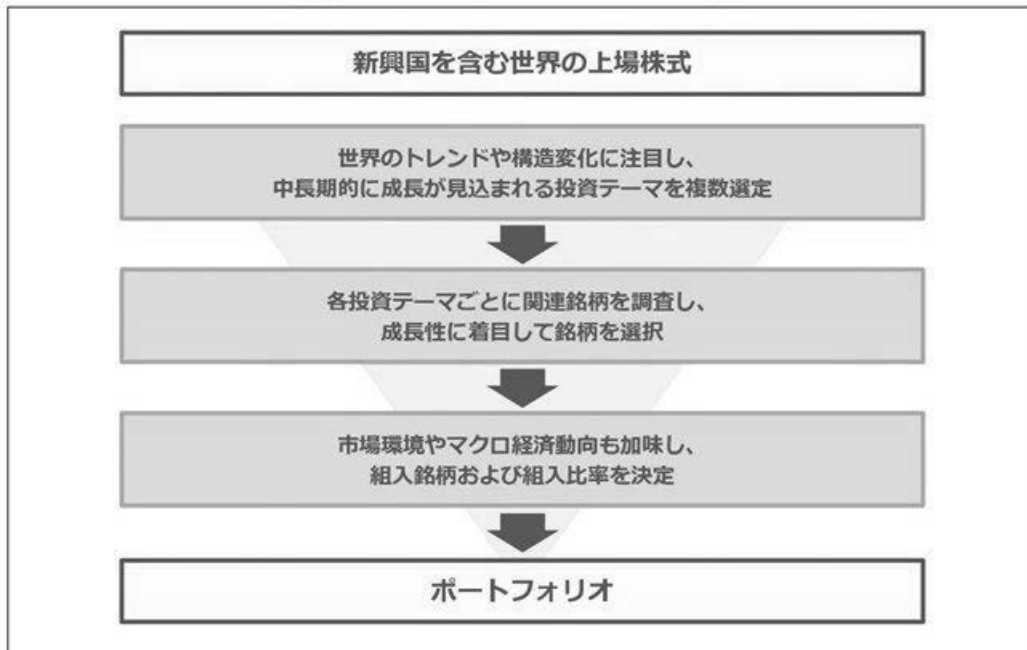 新興国を含む世界の上場株式
世界のトレンドや構造変化に注目し、
中長期的に成長が見込まれる投資テーマを複数選定
各投資テーマごとに関連銘柄を調査し、
成長性に着目して銘柄を選択
市場環境やマクロ経済動向も加味し、
組入銘柄および組入比率を決定
ポートフォリオ